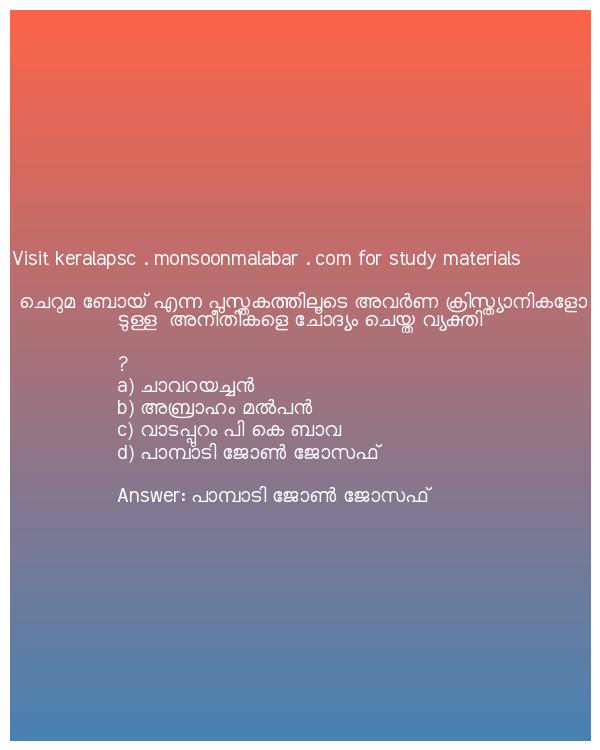 Visit keralapsc . monsoonmalabar . com for study materials
ചെറുമ ബോയ് എന്ന പുസ്തകത്തിലൂടെ അവർണ ക്രിസ്ത്യാനികളോ
ടുള്ള അനീതികളെ ചോദ്യം ചെയ്ത വ്യക്തി
?
a) ചാവറയച്ചൻ
b) അബ്രാഹം മൽപൻ
c) വാടപ്പുറം പി കെ ബാവ
d) പാമ്പാടി ജോൺ ജോസഫ്
Answer: പാമ്പാടി ജോൺ ജോസഫ്